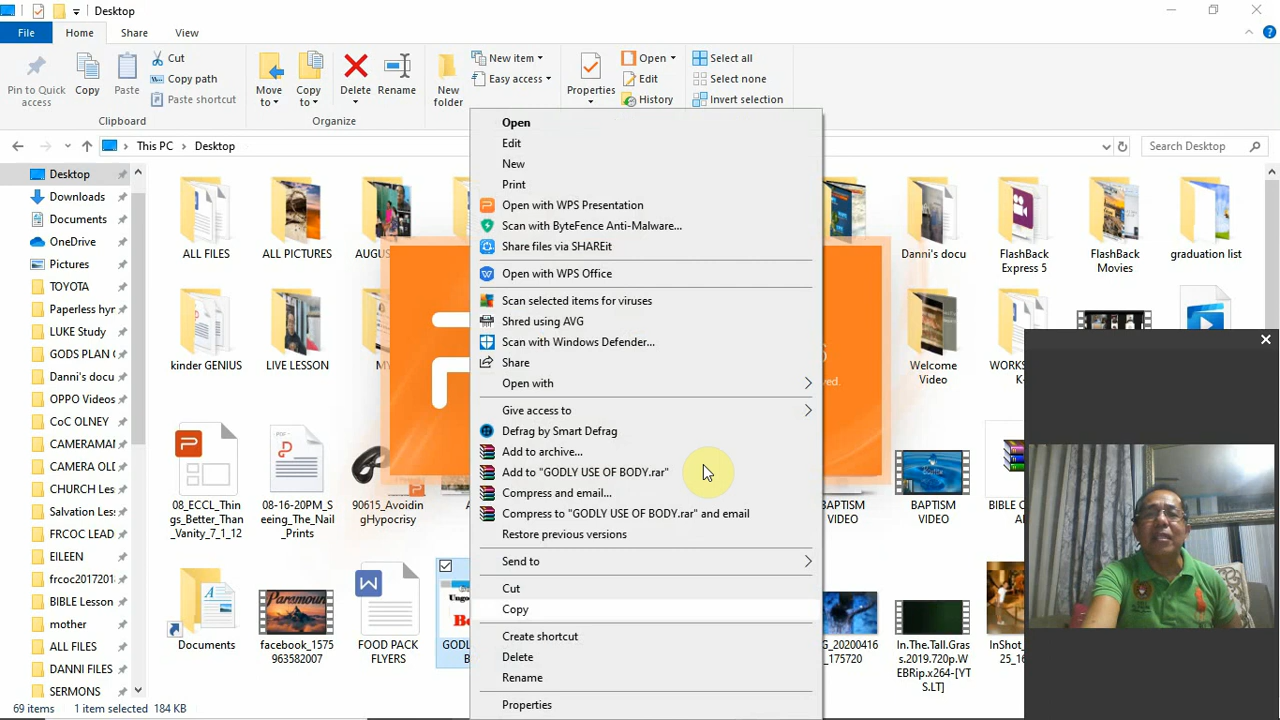 Desktop
File
Home
Share
View
Pin to Quick
access
Copy
Paste
Cut
Copy path
Paste shortcut
Clipboard
Move
to
Copy
to
Delete
Rename
Organize
New
folder
New item
Easy access
Properties
Open
Edit
History
Select all
Select none
Invert selection
This PC
Desktop
Search Desktop
Desktop
Downloads
Documents
OneDrive
Pictures
TOYOTA
Paperless hyr
LUKE Study
GODS PLAN
Danni's docu
OPPO Videos
CoC OLNEY
CAMERAMAI
CAMERA OLI
CHURCH Les
Salvation Les
FRCOC LEAD
EILEEN
frcoc2017201
BIBLE Lesson
mother
ALL FILES
DANNI FILES
SERMONS
ALL FILES
ALL PICTURES
AUGUS
Danni's docu
FlashBack
Express 5
FlashBack
Movies
graduation list
kinder GENIUS
LIVE LESSON
MY
Welcome
Video
WORKS
K-
ved.
08_ECCL_Thi
ngs_Better_Than
_Vanity_7_1_12
08-16-20PM_S
eeing_The_Nail
_Prints
90615_Avoidin
gHypocrisy
BAPTISM
VIDEO
BAPTISM
VIDEO
BIBLE C
Documents
facebook_1575
963582007
FOOD PACK
FLYERS
Ungo
GODL
B
G_20200416
_175720
In.The.Tall.Gras
s.2019.720p.W
EBRip.x264-[YT
S.LT]
InShot_
25_16
Open
Edit
New
Print
Open with WPS Presentation
Scan with ByteFence Anti-Malware...
Share files via SHAREit
Open with WPS Office
Scan selected items for viruses
Shred using AVG
Scan with Windows Defender...
Share
Open with
Give access to
Defrag by Smart Defrag
Add to archive...
Add to "GODLY USE OF BODY.rar"
Compress and email...
Compress to "GODLY USE OF BODY.rar" and email
Restore previous versions
Send to
Cut
Copy
Create shortcut
Delete
Rename
Properties
69 items
1 item selected 184 KB